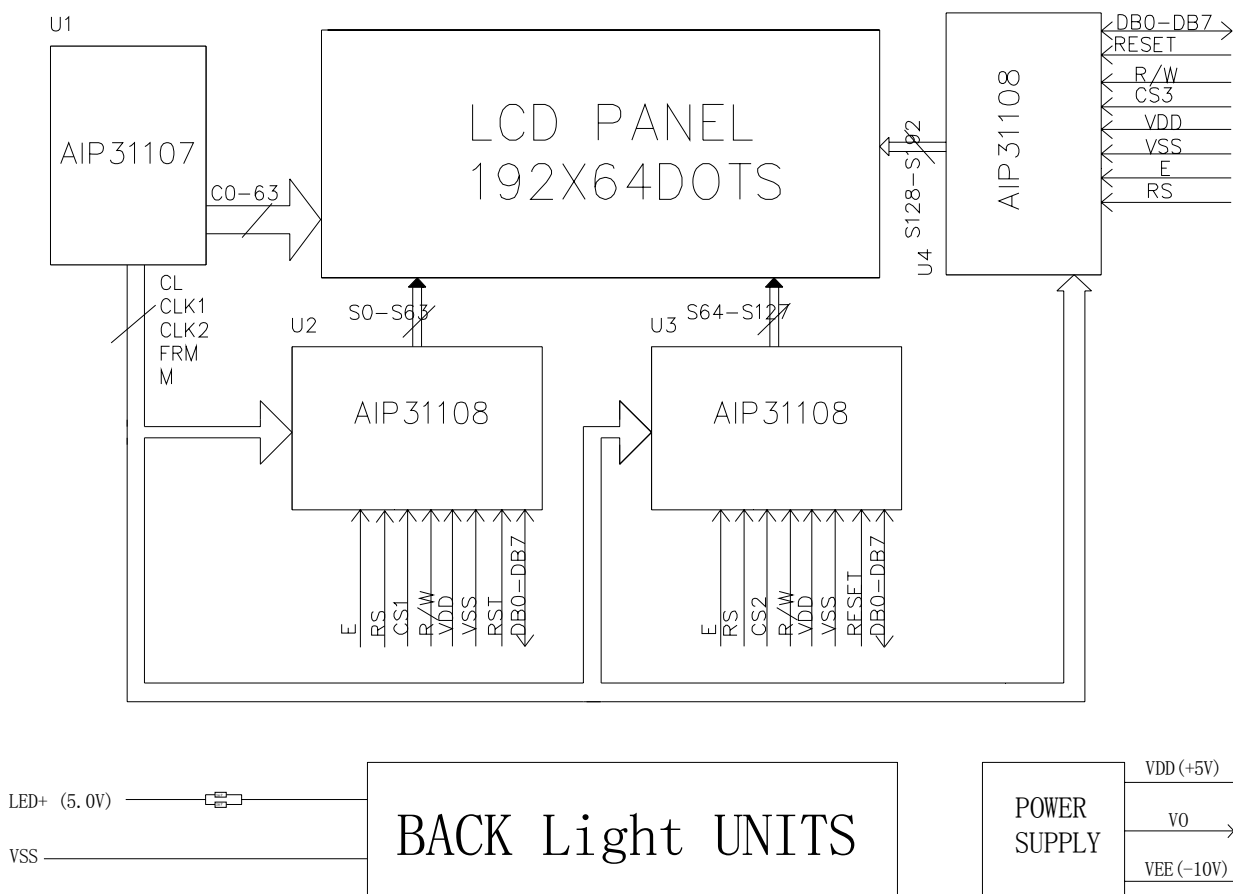 U1
AIP31107
C0-63
CL
CLK1
CLK2
FRM
M
LCD PANEL
192X64DOTS
S128-S192
U4
AIP31108
DB0-DB7
RESET
R/W
CS3
VDD
VSS
E
RS
S0-S63
U2
AIP31108
E
RS
CS1
R/W
VDD
VSS
RST
DB0-DB7
S64-S127
U3
AIP31108
E
RS
CS2
R/W
VDD
VSS
RESET
DB0-DB7
LED+ (5.0V)
VSS
BACK Light UNITS
POWER
SUPPLY
VDD(+5V)
V0
VEE(-10V)